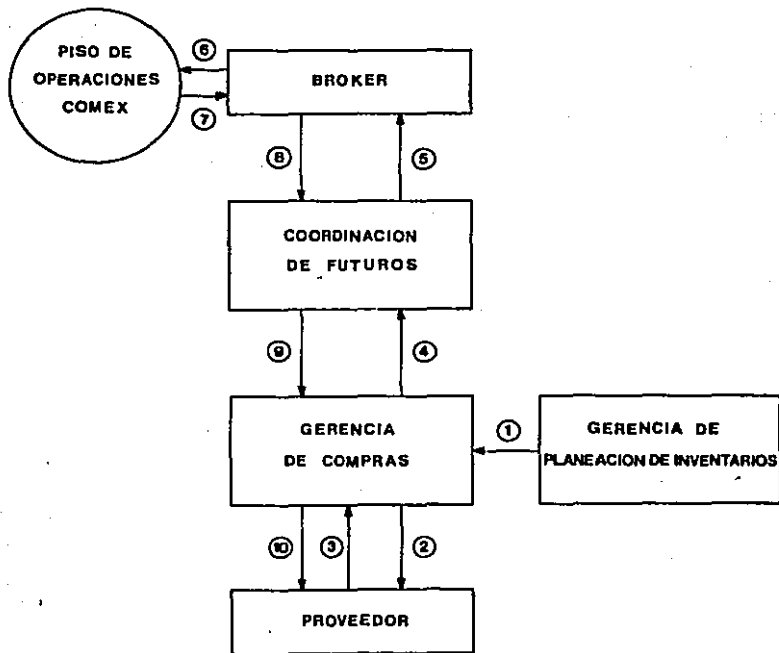 PISO DE
OPERACIONES
COMEX
⑥
⑦
BROKER
⑧
⑤
COORDINACION
DE FUTUROS
⑨
④
GERENCIA
DE COMPRAS
①
GERENCIA DE
PLANEACION DE INVENTARIOS
⑩
③
②
PROVEEDOR